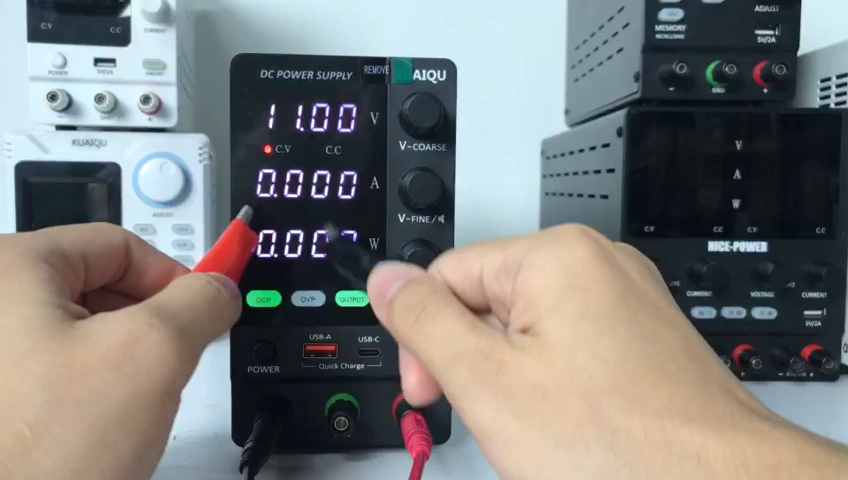 C.V
C.C
CURRENT
POWER
KUAIQU
ADJUST
DC POWER SUPPLY
REMOVE
AIQU
11.00 V
C.V C.C
V-COARSE
0.000 A
V-FINE/
W
OCP
OVP
OUTPUT
USB-A
USB-C
Quick Charge
POWER
ADJUST
MEMORY
5V/2A
V
A
W
C.V
C.C
C.V
C.C
NICE-POWER
CURRENT
VOLTAGE
CURRENT
5V/2A